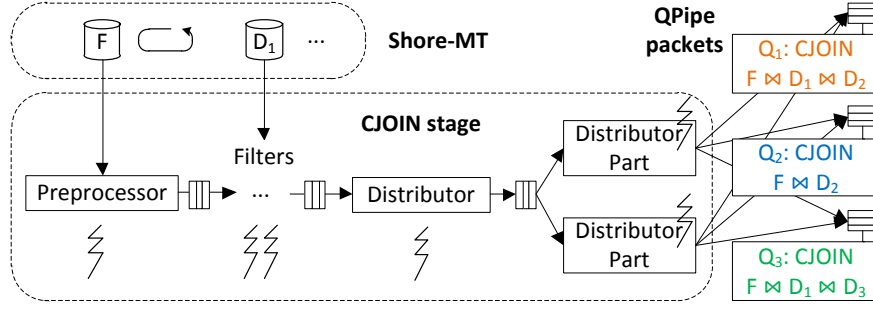 F
D₁
...
Shore-MT
QPipe
packets
Q₁: CJOIN
F ⋈ D₁ ⋈ D₂
CJOIN stage
Filters
Preprocessor
...
Distributor
Distributor
Part
Distributor
Part
Q₂: CJOIN
F ⋈ D₂
Q₃: CJOIN
F ⋈ D₁ ⋈ D₃